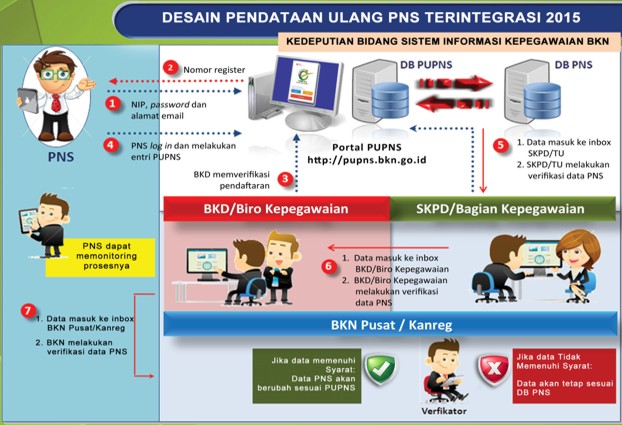 DESAIN PENDATAAN ULANG PNS TERINTEGRASI 2015
KEDEPUTIAN BIDANG SISTEM INFORMASI KEPEGAWAIAN BKN
2
Nomor register
DB PUPNS
DB PNS
1
NIP, password dan
alamat email
4
PNS log in dan melakukan
entri PUPNS
PNS
Portal PUPNS
http://pupns.bkn.go.id
5
1. Data masuk ke inbox
SKPD/TU
2. SKPD/TU melakukan
verifikasi data PNS
BKD memverifikasi
pendaftaran
3
BKD/Biro Kepegawaian
SKPD/Bagian Kepegawaian
PNS dapat
memonitoring
prosesnya
6
1. Data masuk ke inbox
BKD/Biro Kepegawaian
2. BKD/Biro Kepegawaian
melakukan verifikasi
data PNS
7
1. Data masuk ke inbox
BKN Pusat/Kanreg
2. BKN melakukan
verifikasi data PNS
BKN Pusat / Kanreg
Jika data memenuhi
Syarat:
Data PNS akan
berubah sesuai PUPNS
Verfikator
Jika data Tidak
Memenuhi Syarat:
Data akan tetap sesuai
DB PNS